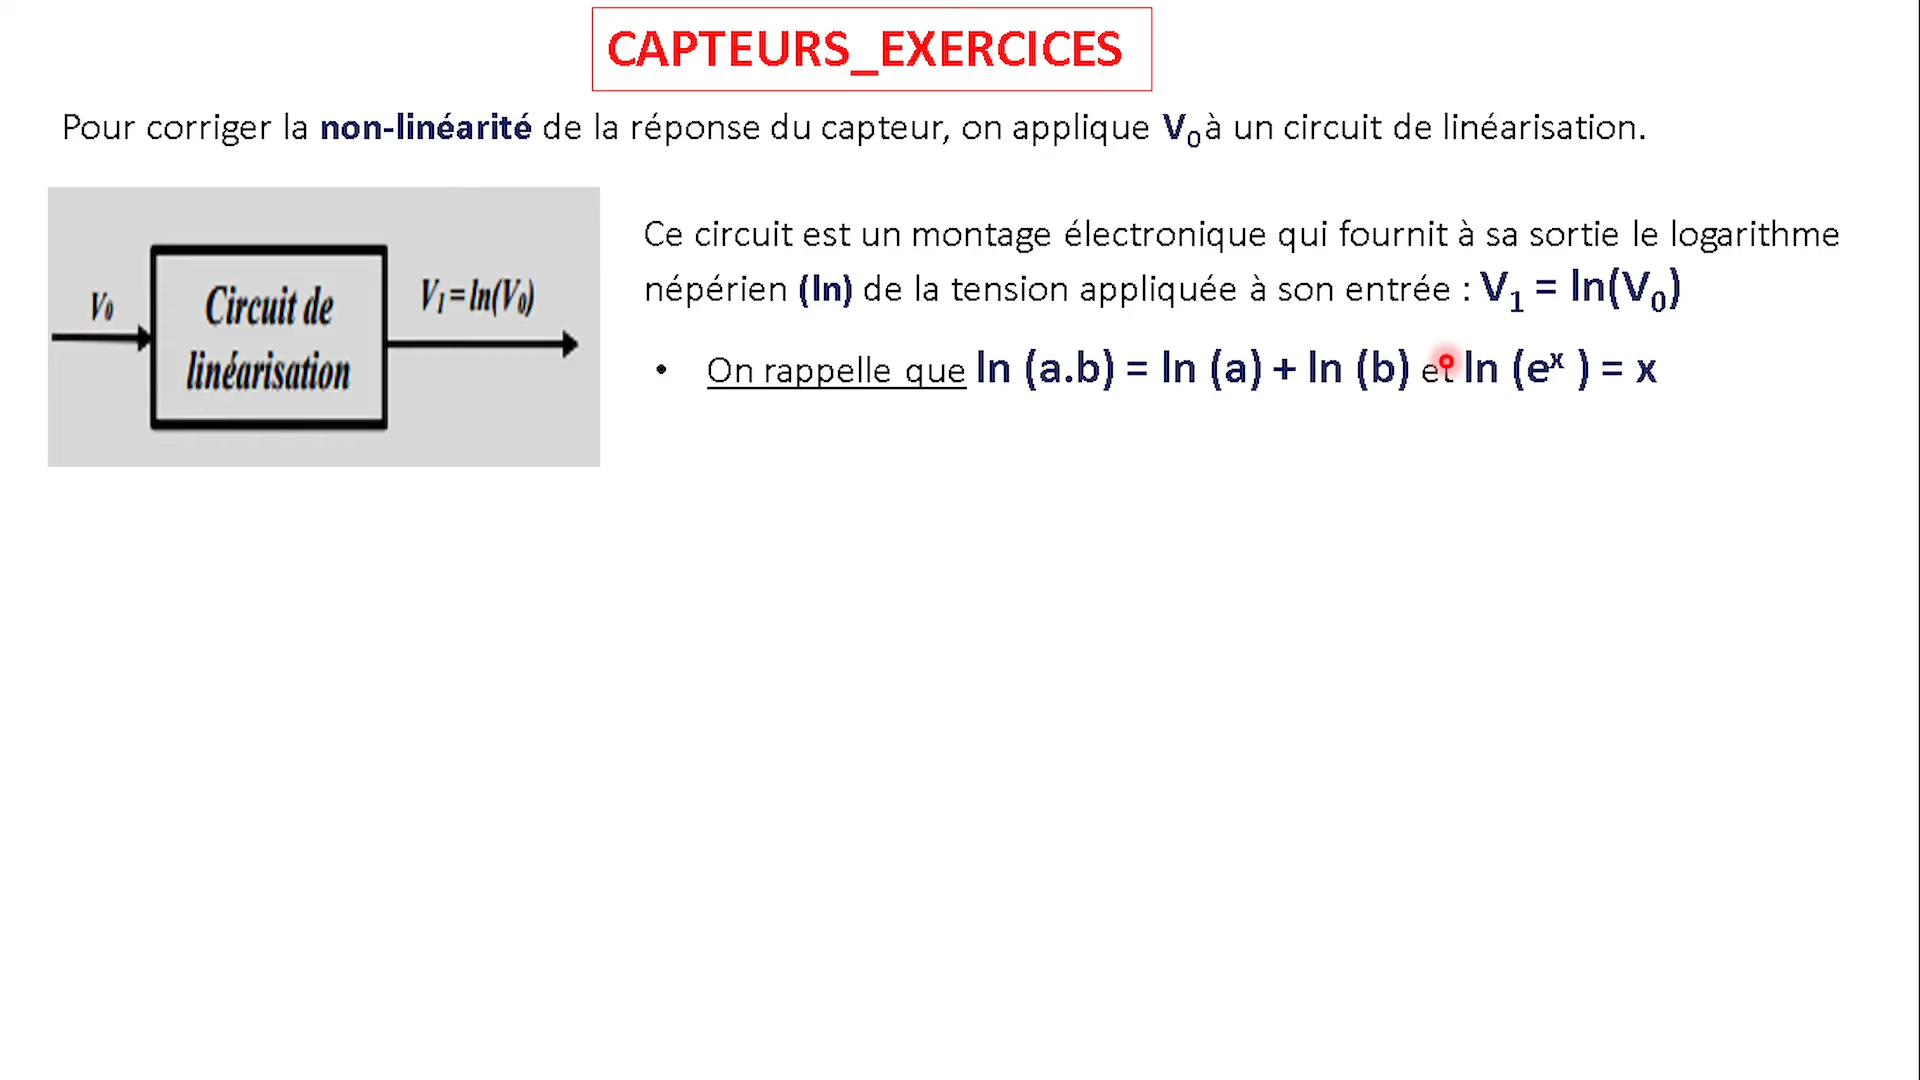 CAPTEURS_EXERCICES
Pour corriger la non-linéarité de la réponse du capteur, on applique V₀ à un circuit de linéarisation.
V₀
Circuit de
linéarisation
V₁ = ln(V₀)
Ce circuit est un montage électronique qui fournit à sa sortie le logarithme
népérien (ln) de la tension appliquée à son entrée : V₁ = ln(V₀)
• On rappelle que ln (a.b) = ln (a) + ln (b) et ln (eˣ ) = x